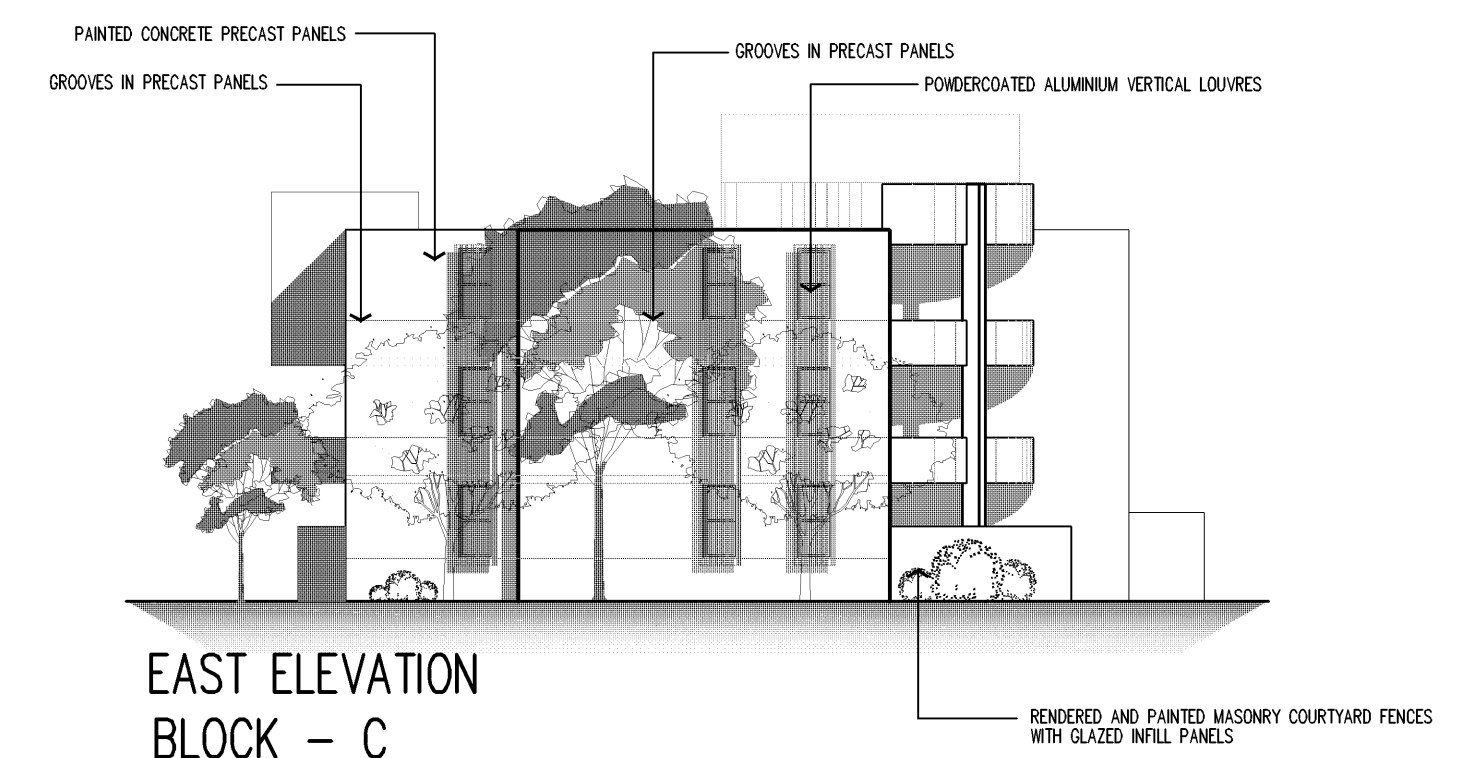 PAINTED CONCRETE PRECAST PANELS
GROOVES IN PRECAST PANELS
GROOVES IN PRECAST PANELS
POWDERCOATED ALUMINIUM VERTICAL LOUVRES
EAST ELEVATION
BLOCK - C
RENDERED AND PAINTED MASONRY COURTYARD FENCES
WITH GLAZED INFILL PANELS